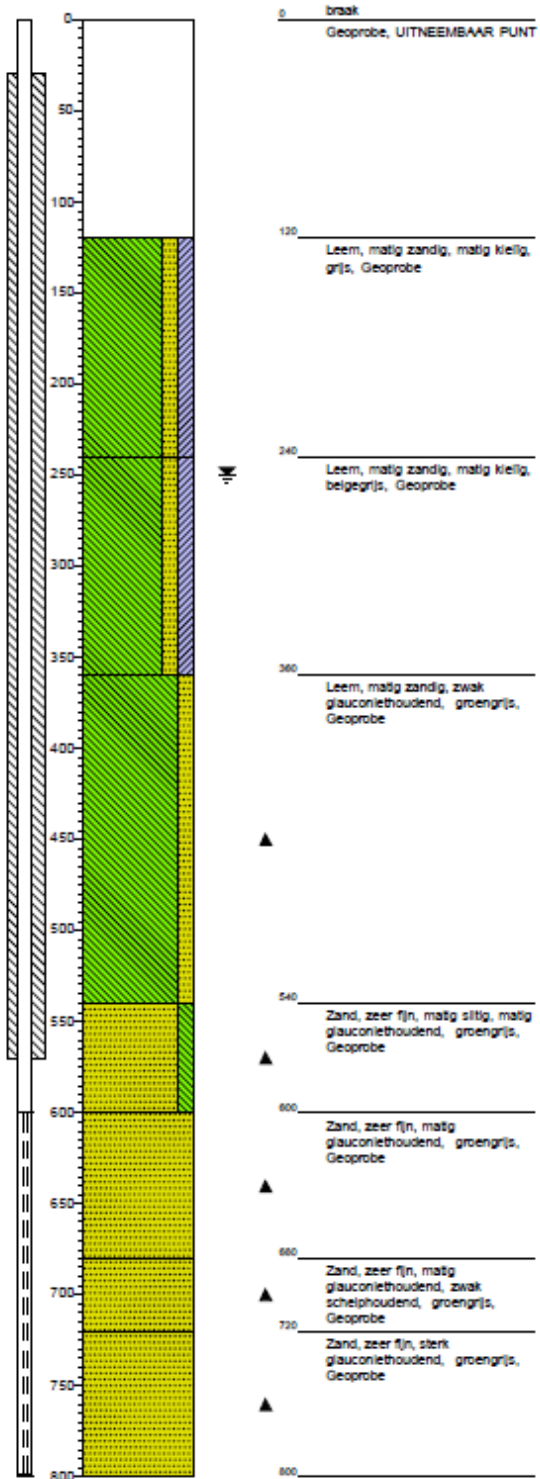 0
0 braak
Geoprobe, UITNEEMBAAR PUNT
50
100
120
Leem, matig zandig, matig kleiig,
grijs, Geoprobe
150
200
240
Leem, matig zandig, matig kleiig,
beigegrijs, Geoprobe
250
300
350
360
Leem, matig zandig, zwak
glauconiethoudend, groengrijs,
Geoprobe
400
450
500
540
Zand, zeer fijn, matig siltig, matig
glauconiethoudend, groengrijs,
Geoprobe
550
600
600
Zand, zeer fijn, matig
glauconiethoudend, groengrijs,
Geoprobe
650
680
Zand, zeer fijn, matig
glauconiethoudend, zwak
schelphoudend, groengrijs,
Geoprobe
700
720
Zand, zeer fijn, sterk
glauconiethoudend, groengrijs,
Geoprobe
750
800
800